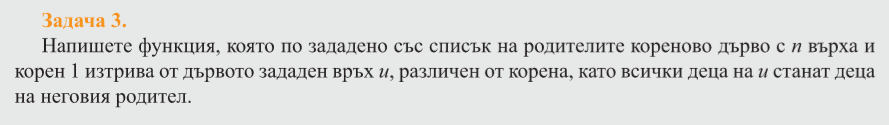 Задача 3.
Напишете функция, която по зададено със списък на родителите кореново дърво с n върха и
корен 1 изтрива от дървото зададен връх u, различен от корена, като всички деца на u станат деца
на неговия родител.